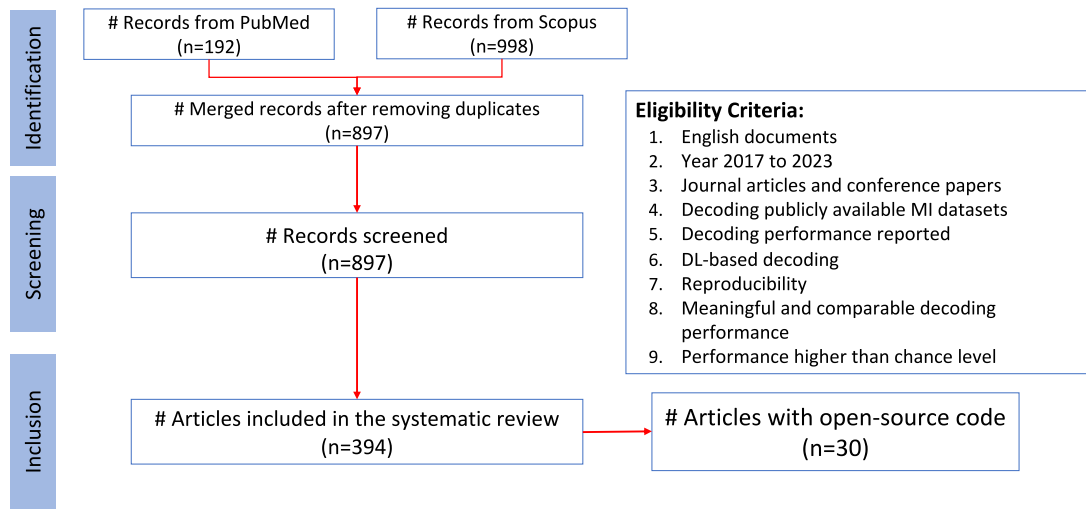 Identification
# Records from PubMed
(n=192)
# Records from Scopus
(n=998)
# Merged records after removing duplicates
(n=897)
Screening
# Records screened
(n=897)
Eligibility Criteria:
1. English documents
2. Year 2017 to 2023
3. Journal articles and conference papers
4. Decoding publicly available MI datasets
5. Decoding performance reported
6. DL-based decoding
7. Reproducibility
8. Meaningful and comparable decoding
performance
9. Performance higher than chance level
Inclusion
# Articles included in the systematic review
(n=394)
# Articles with open-source code
(n=30)